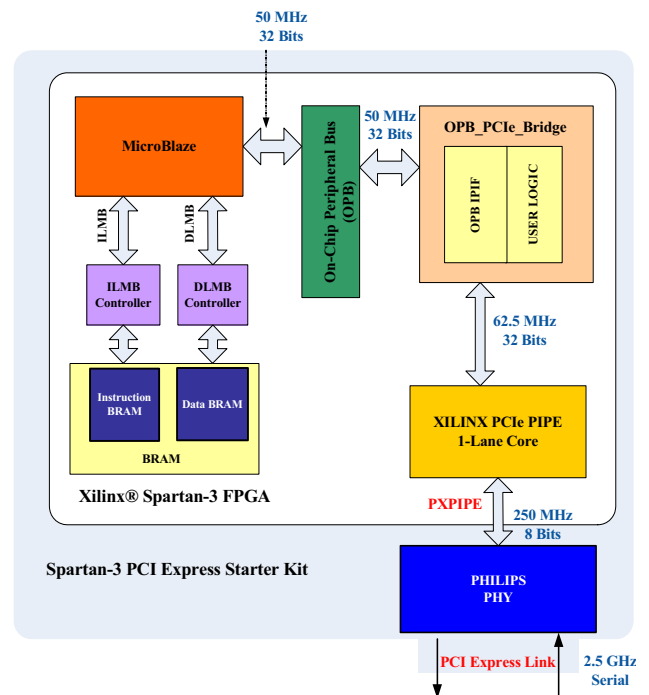 50 MHz
32 Bits
MicroBlaze
On-Chip Peripheral Bus
(OPB)
50 MHz
32 Bits
OPB_PCIe_Bridge
OPB IPIF
USER LOGIC
ILMB
DLMB
ILMB
Controller
DLMB
Controller
62.5 MHz
32 Bits
Instruction
BRAM
Data BRAM
BRAM
XILINX PCIe PIPE
1-Lane Core
Xilinx® Spartan-3 FPGA
PXPIPE
250 MHz
8 Bits
Spartan-3 PCI Express Starter Kit
PHILIPS
PHY
PCI Express Link
2.5 GHz
Serial